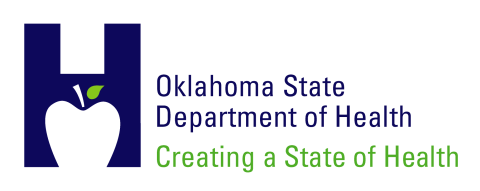 Oklahoma State
Department of Health
Creating a State of Health